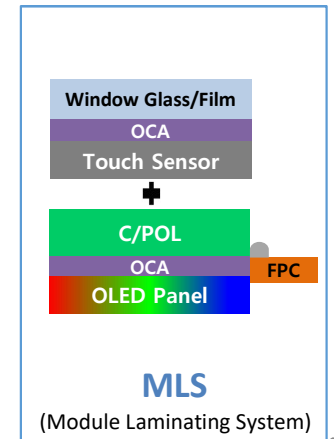 Window Glass/Film
OCA
Touch Sensor
C/POL
OCA
FPC
OLED Panel
MLS
(Module Laminating System)